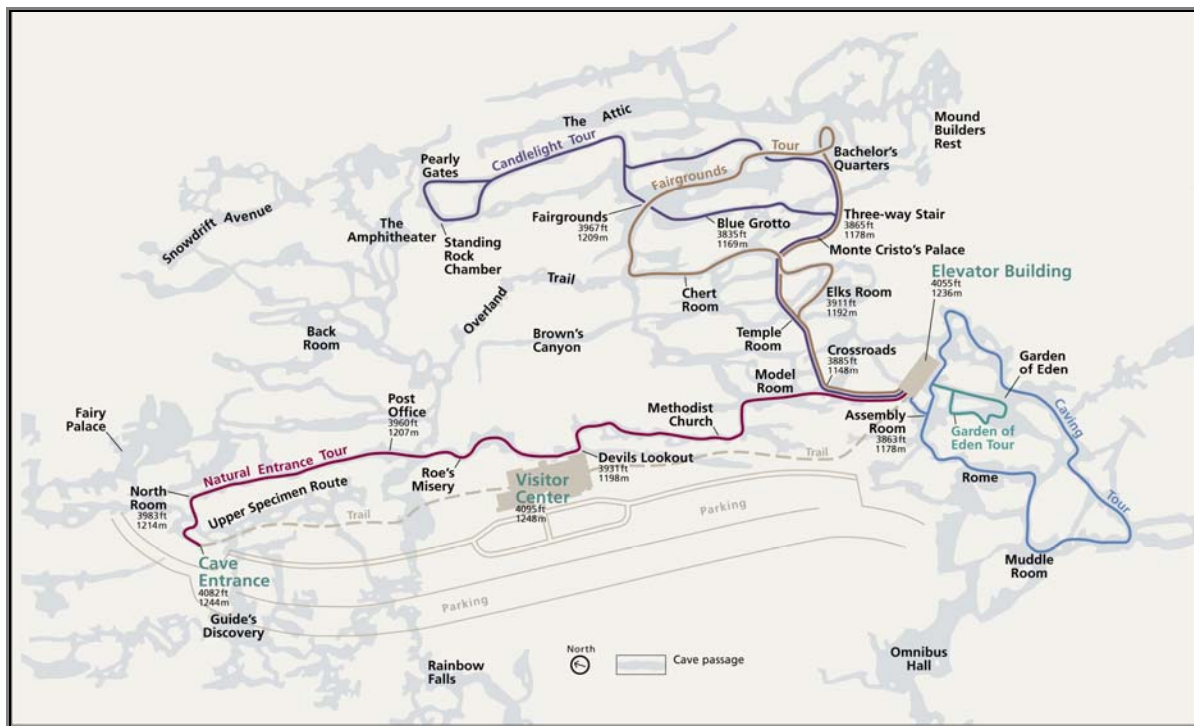 The Attic
Mound
Builders
Rest
Candlelight Tour
Tour
Bachelor's
Quarters
Pearly
Gates
Fairgrounds
Snowdrift Avenue
The
Amphitheater
Standing
Rock
Chamber
Fairgrounds
3967ft
1209m
Blue Grotto
3835ft
1169m
Three-way Stair
3865ft
1178m
Monte Cristo's Palace
Elevator Building
4055ft
1236m
Overland Trail
Chert
Room
Elks Room
3911ft
1192m
Back
Room
Brown's
Canyon
Temple
Room
Crossroads
3885ft
1148m
Garden
of Eden
Model
Room
Post
Office
3960ft
1207m
Methodist
Church
Assembly
Room
3863ft
1178m
Garden of
Eden Tour
Caving
Tour
Fairy
Palace
Natural Entrance Tour
Devils Lookout
3931ft
1198m
Trail
Roe's
Misery
Visitor
Center
4095ft
1248m
Rome
North
Room
3983ft
1214m
Upper Specimen Route
Trail
Parking
Cave
Entrance
4082ft
1244m
Muddle
Room
Parking
Guide's
Discovery
North
Cave passage
Rainbow
Falls
Omnibus
Hall